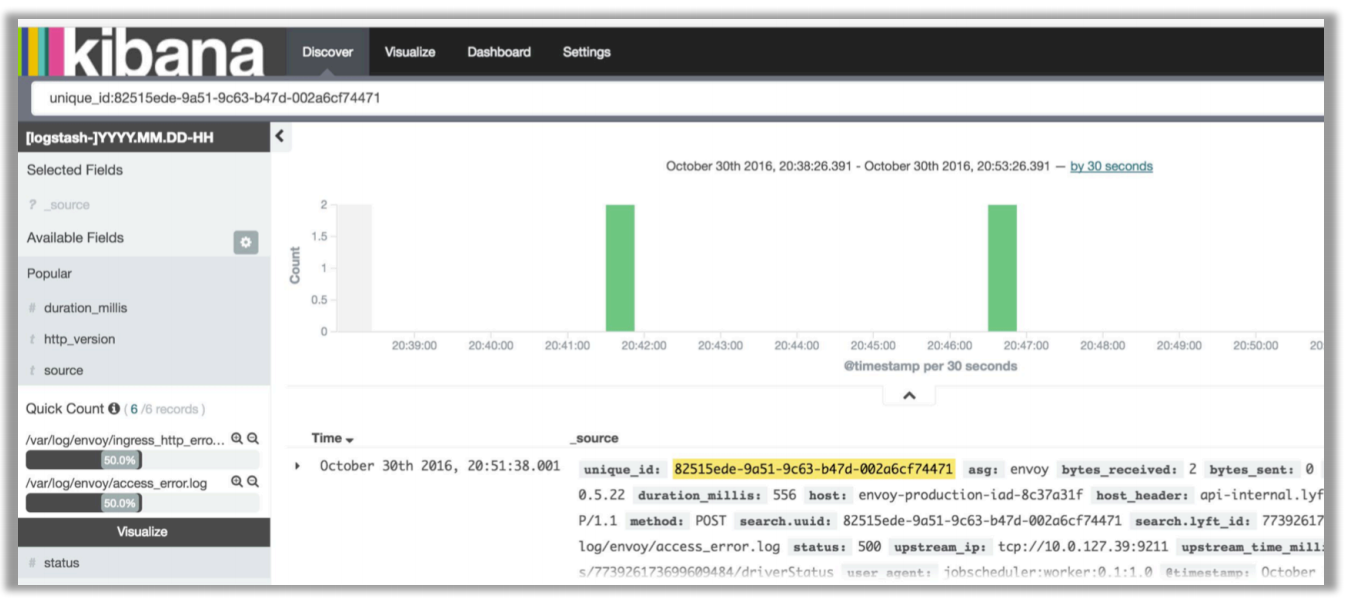 kibana
Discover Visualize Dashboard Settings
unique_id:82515ede-9a51-9c63-b47d-002a6cf74471
[logstash-]YYYY.MM.DD-HH
Selected Fields
? _source
Available Fields
Popular
# duration_millis
t http_version
t source
Quick Count ( 6 /6 records )
/var/log/envoy/ingress_http_erro...
50.0%
/var/log/envoy/access_error.log
50.0%
Visualize
# status
October 30th 2016, 20:38:26.391 - October 30th 2016, 20:53:26.391 — by 30 seconds
Count
2
1.5
1
0.5
0
20:39:00 20:40:00 20:41:00 20:42:00 20:43:00 20:44:00 20:45:00 20:46:00 20:47:00 20:48:00 20:49:00 20:50:00 20
@timestamp per 30 seconds
Time _source
October 30th 2016, 20:51:38.001 unique_id: 82515ede-9a51-9c63-b47d-002a6cf74471 asg: envoy bytes_received: 2 bytes_sent: 0
0.5.22 duration_millis: 556 host: envoy-production-iad-8c37a31f host_header: api-internal.lyf
P/1.1 method: POST search.uuid: 82515ede-9a51-9c63-b47d-002a6cf74471 search.lyft_id: 77392617
log/envoy/access_error.log status: 500 upstream_ip: tcp://10.0.127.39:9211 upstream_time_mill
s/773926173699609484/driverStatus user_agent: jobscheduler:worker:0.1:1.0 @timestamp: October